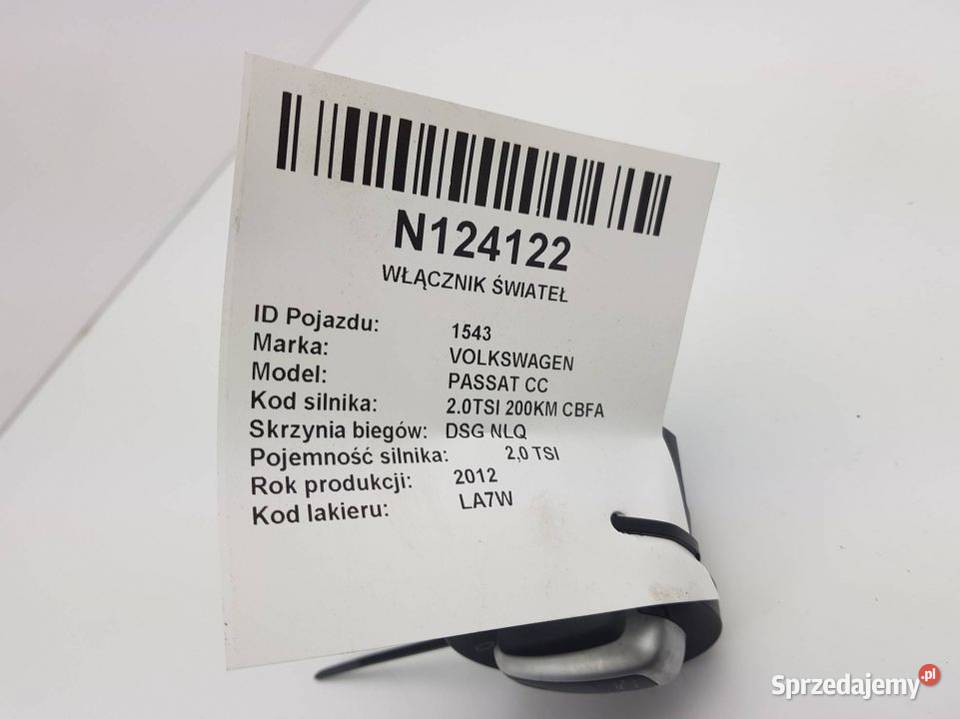 N124122
WŁĄCZNIK ŚWIATEŁ
ID Pojazdu: 1543
Marka: VOLKSWAGEN
Model: PASSAT CC
Kod silnika: 2.0TSI 200KM CBFA
Skrzynia biegów: DSG NLQ
Pojemność silnika: 2,0 TSI
Rok produkcji: 2012
Kod lakieru: LA7W
Sprzedajemy.pl